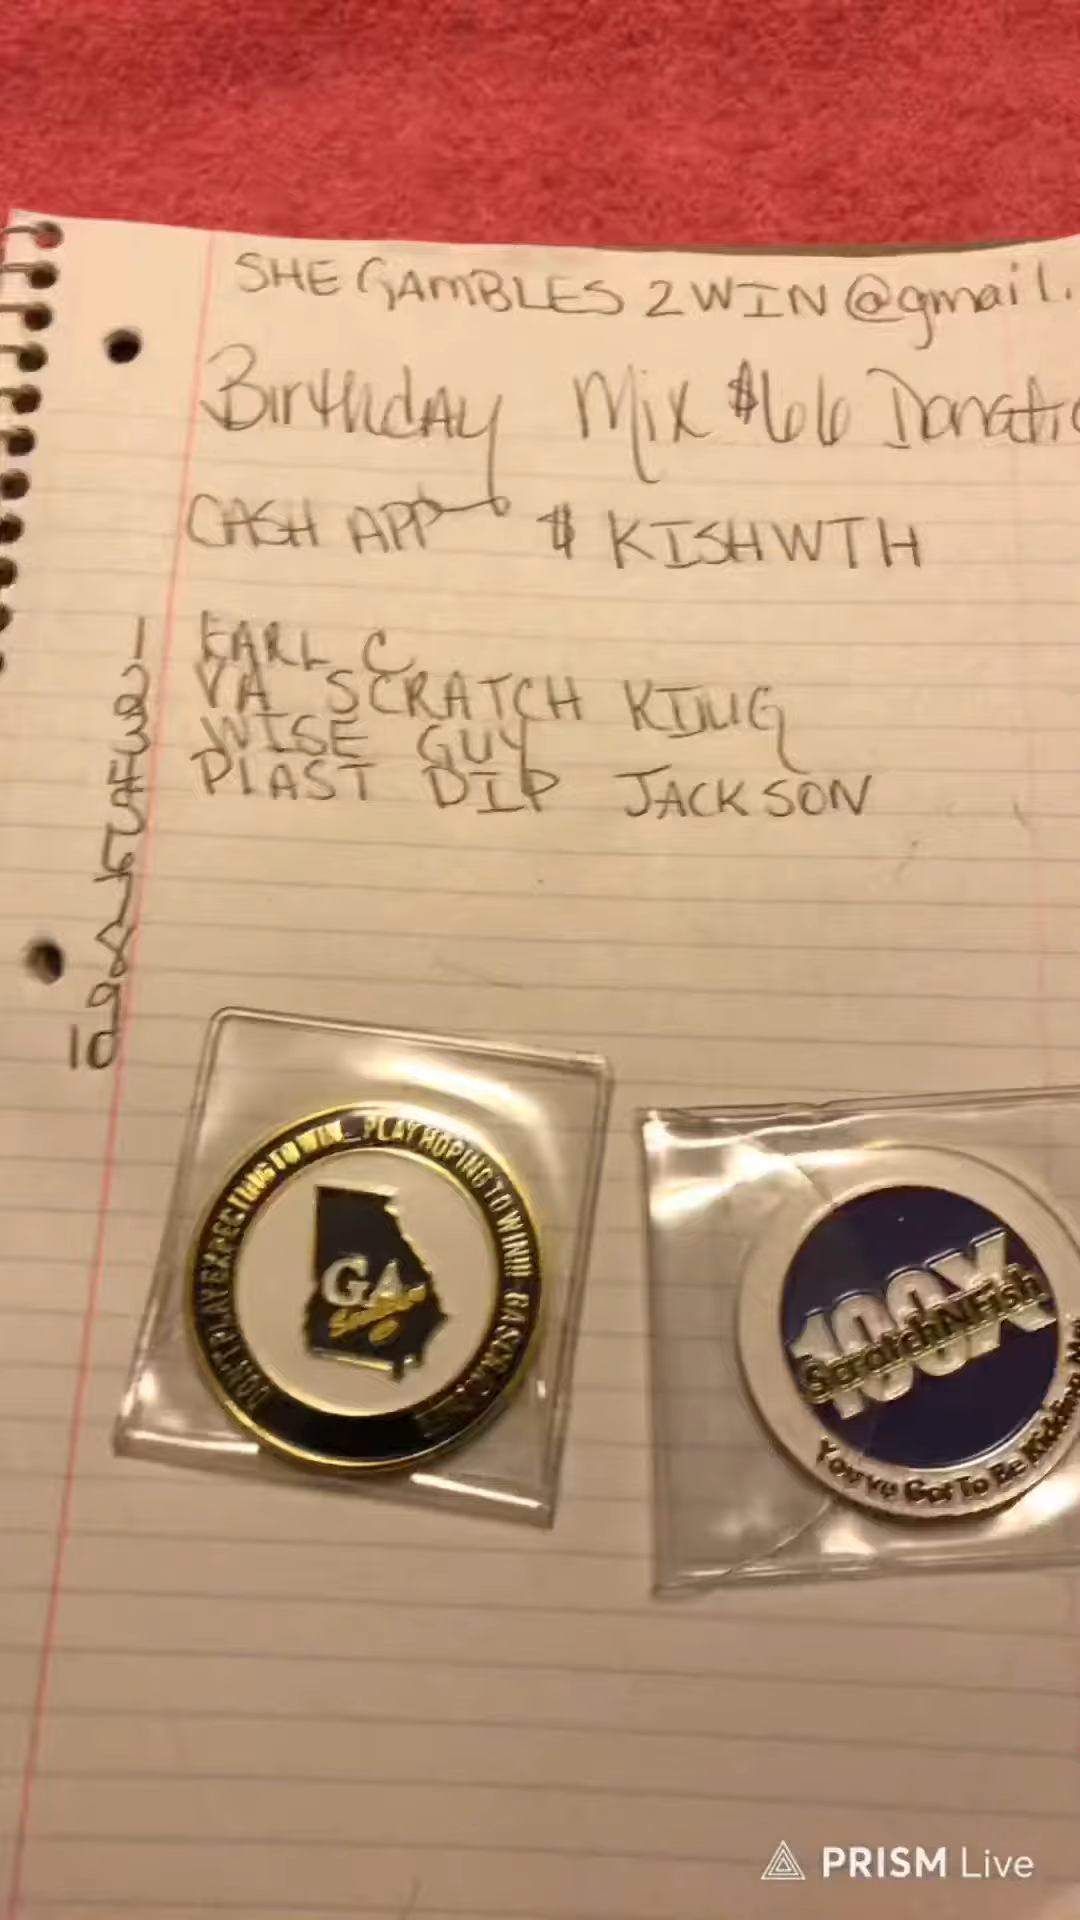 SHE GAMBLES 2 WIN @gmail.
Birthday Mix $66 Donatio
CASH APP $ KISHWTH
1 EARL C
2 VA SCRATCH KING
3 WISE GUY
4 PLAST DIP JACKSON
5
6
7
8
9
10
DON'T PLAY EXPECTING TO WIN... PLAY HOPING TO WIN!!!
GA
100X
ScratchNFish
You've Got To Be Kidding Me
PRISM Live